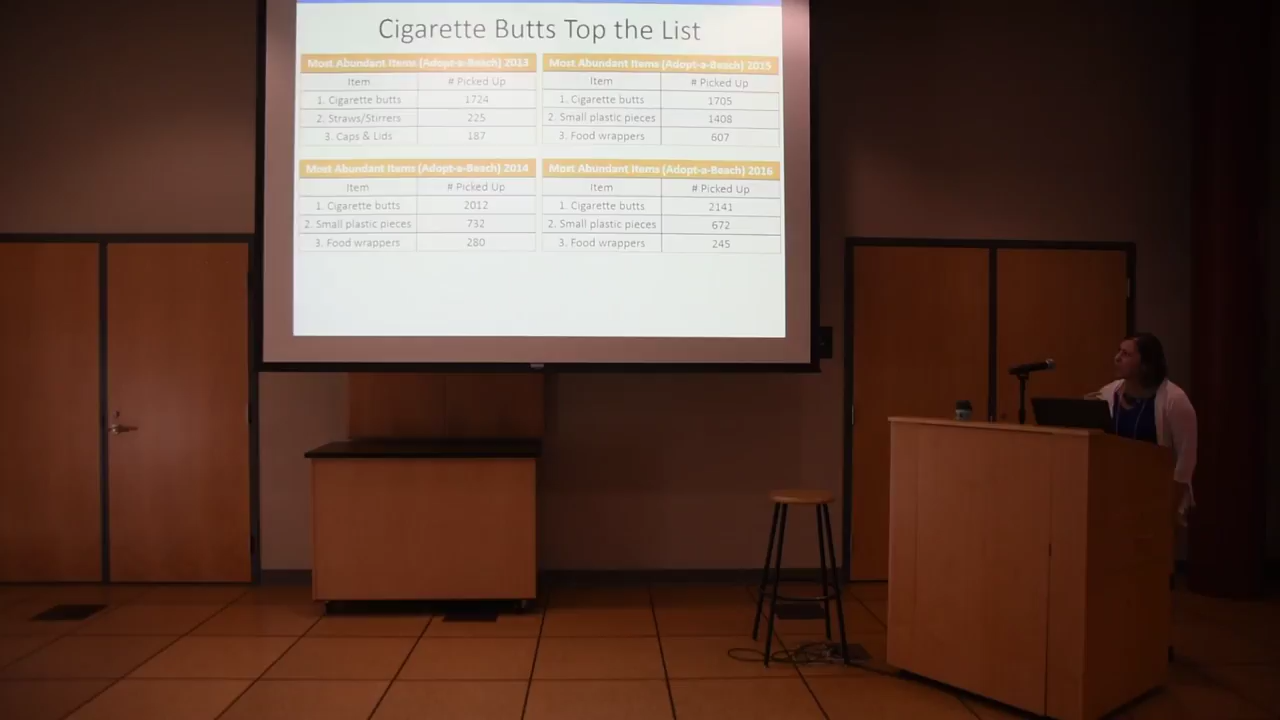 Cigarette Butts Top the List
Most Abundant Items (Adopt-a-Beach) 2013
Item # Picked Up
1. Cigarette butts 1724
2. Straws/Stirrers 225
3. Caps & Lids 187
Most Abundant Items (Adopt-a-Beach) 2015
Item # Picked Up
1. Cigarette butts 1705
2. Small plastic pieces 1408
3. Food wrappers 607
Most Abundant Items (Adopt-a-Beach) 2014
Item # Picked Up
1. Cigarette butts 2012
2. Small plastic pieces 732
3. Food wrappers 280
Most Abundant Items (Adopt-a-Beach) 2016
Item # Picked Up
1. Cigarette butts 2141
2. Small plastic pieces 672
3. Food wrappers 245